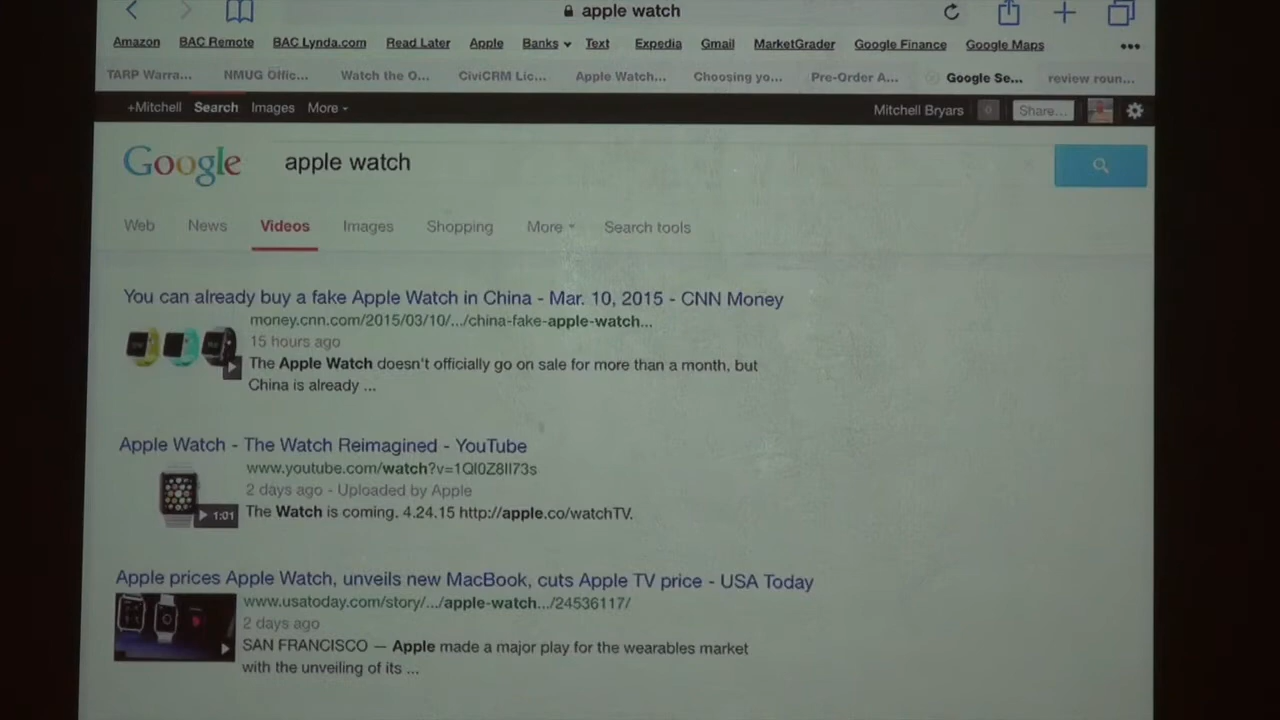 apple watch
Amazon BAC Remote BAC Lynda.com Read Later Apple Banks Text Expedia Gmail MarketGrader Google Finance Google Maps
TARP Warra... NMUG Offic... Watch the O... CiviCRM Lic... Apple Watch... Choosing yo... Pre-Order A... Google Se... review roun...
+Mitchell Search Images More Mitchell Bryars 0 Share...
Google apple watch
Web News Videos Images Shopping More Search tools
You can already buy a fake Apple Watch in China - Mar. 10, 2015 - CNN Money
money.cnn.com/2015/03/10/.../china-fake-apple-watch...
15 hours ago
The Apple Watch doesn't officially go on sale for more than a month, but
China is already ...
Apple Watch - The Watch Reimagined - YouTube
www.youtube.com/watch?v=1QI0Z8II73s
2 days ago - Uploaded by Apple
1:01 The Watch is coming. 4.24.15 http://apple.co/watchTV.
Apple prices Apple Watch, unveils new MacBook, cuts Apple TV price - USA Today
www.usatoday.com/story/.../apple-watch.../24536117/
2 days ago
SAN FRANCISCO — Apple made a major play for the wearables market
with the unveiling of its ...